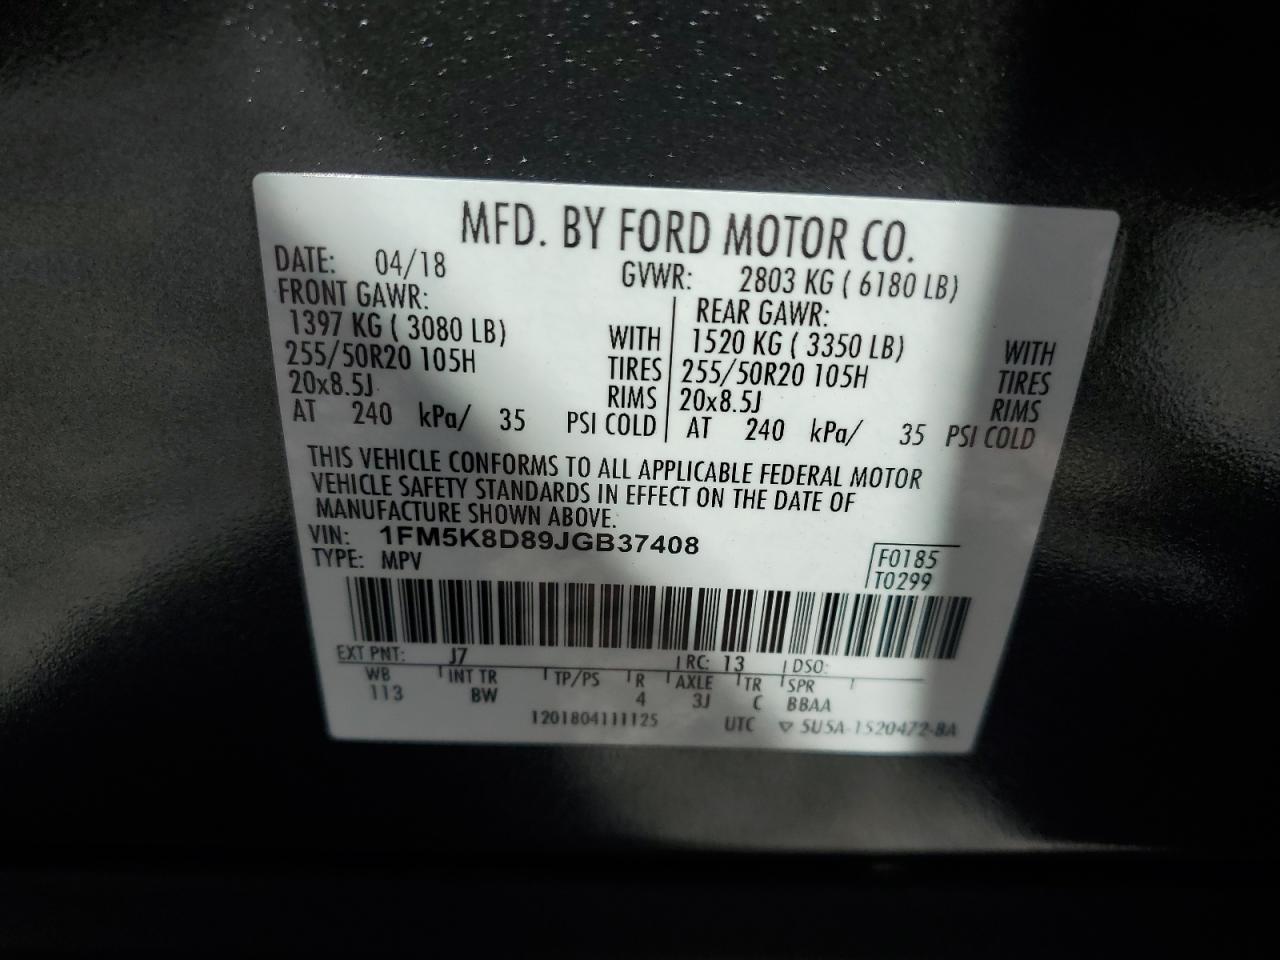 MFD. BY FORD MOTOR CO.
DATE: 04/18 GVWR: 2803 KG ( 6180 LB)
FRONT GAWR: REAR GAWR:
1397 KG ( 3080 LB) WITH 1520 KG ( 3350 LB) WITH
255/50R20 105H TIRES 255/50R20 105H TIRES
20x8.5J RIMS 20x8.5J RIMS
AT 240 kPa/ 35 PSI COLD AT 240 kPa/ 35 PSI COLD
THIS VEHICLE CONFORMS TO ALL APPLICABLE FEDERAL MOTOR
VEHICLE SAFETY STANDARDS IN EFFECT ON THE DATE OF
MANUFACTURE SHOWN ABOVE.
VIN: 1FM5K8D89JGB37408
TYPE: MPV F0185
T0299
EXT PNT: J7 RC: 13 DSO:
WB INT TR TP/PS R AXLE TR SPR
113 BW 4 3J C BBAA
1201804111125 UTC ▽ 5U5A-1520472-BA